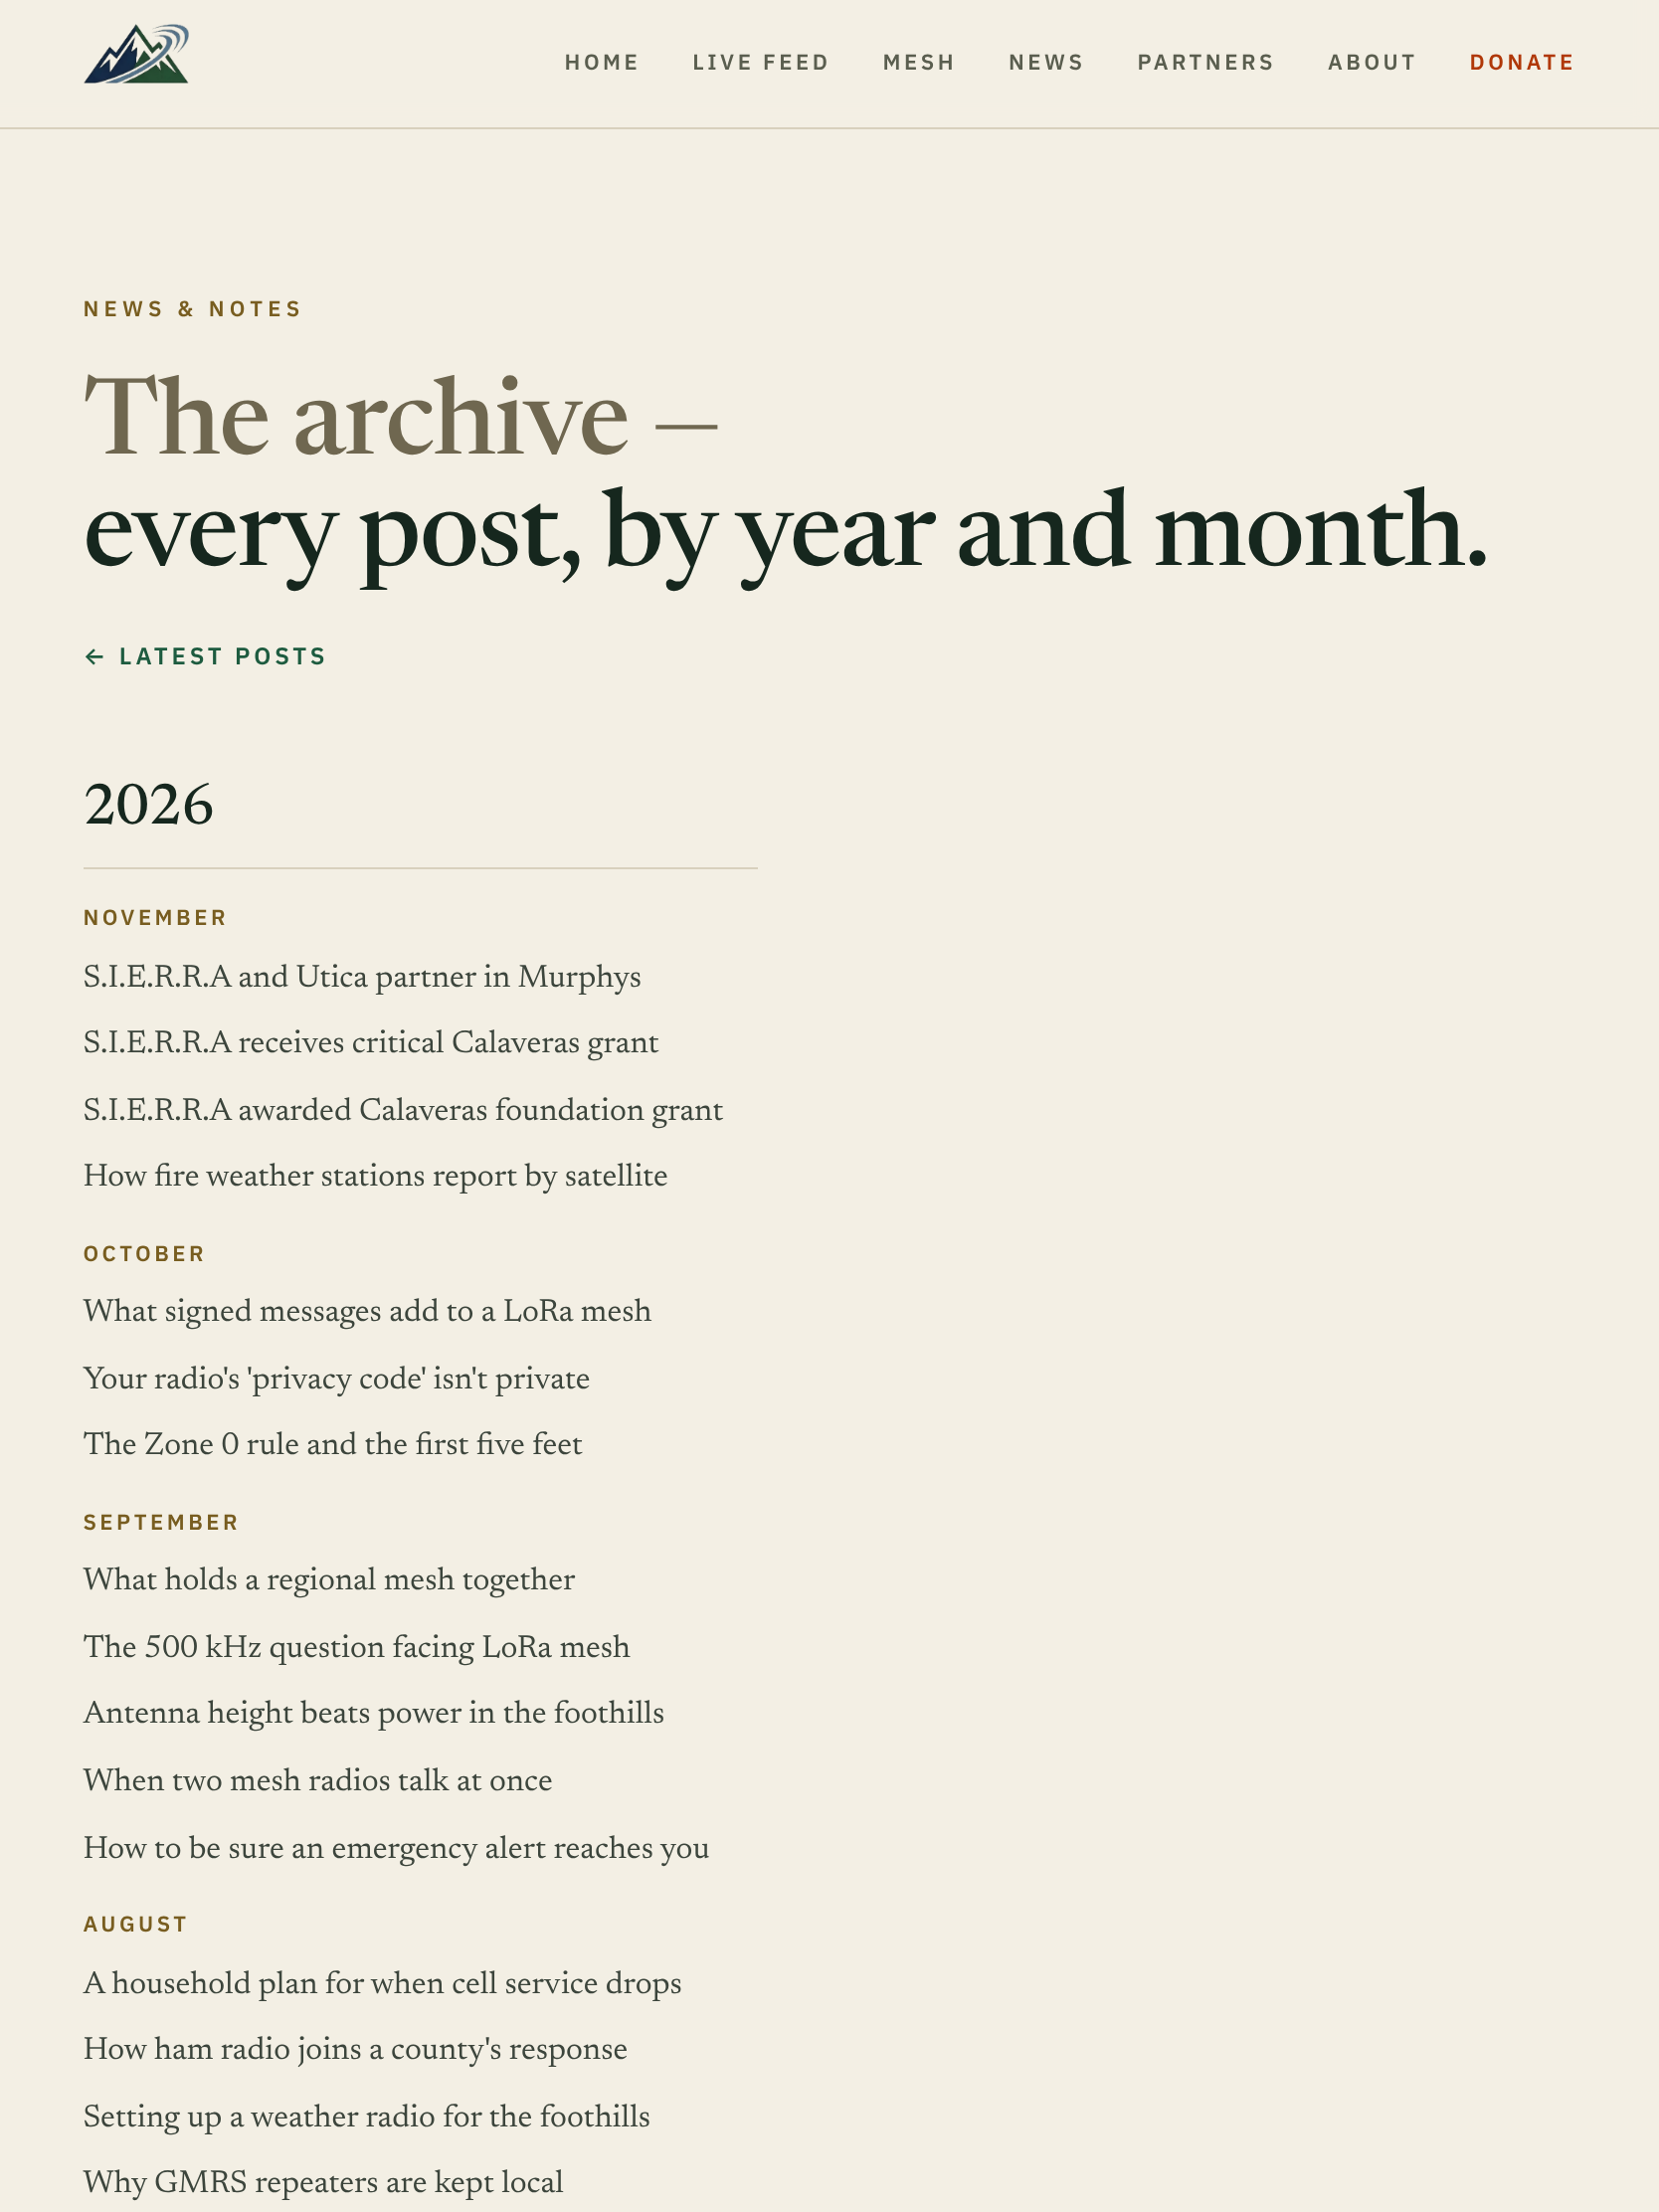 HOME LIVE FEED MESH NEWS PARTNERS ABOUT DONATE
NEWS & NOTES
The archive —
every post, by year and month.
← LATEST POSTS
2026
NOVEMBER
S.I.E.R.R.A and Utica partner in Murphys
S.I.E.R.R.A receives critical Calaveras grant
S.I.E.R.R.A awarded Calaveras foundation grant
How fire weather stations report by satellite
OCTOBER
What signed messages add to a LoRa mesh
Your radio's 'privacy code' isn't private
The Zone 0 rule and the first five feet
SEPTEMBER
What holds a regional mesh together
The 500 kHz question facing LoRa mesh
Antenna height beats power in the foothills
When two mesh radios talk at once
How to be sure an emergency alert reaches you
AUGUST
A household plan for when cell service drops
How ham radio joins a county's response
Setting up a weather radio for the foothills
Why GMRS repeaters are kept local